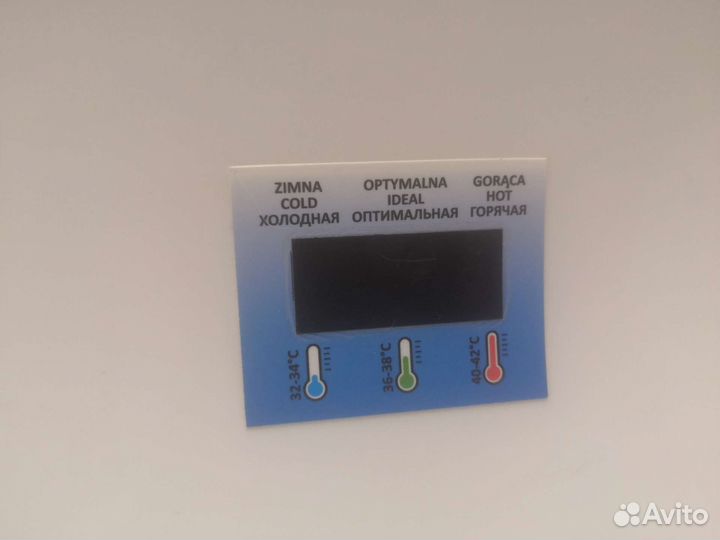 ZIMNA
COLD
ХОЛОДНАЯ
OPTYMALNA
IDEAL
ОПТИМАЛЬНАЯ
GORĄCA
HOT
ГОРЯЧАЯ
32-34°C
36-38°C
40-42°C
Avito